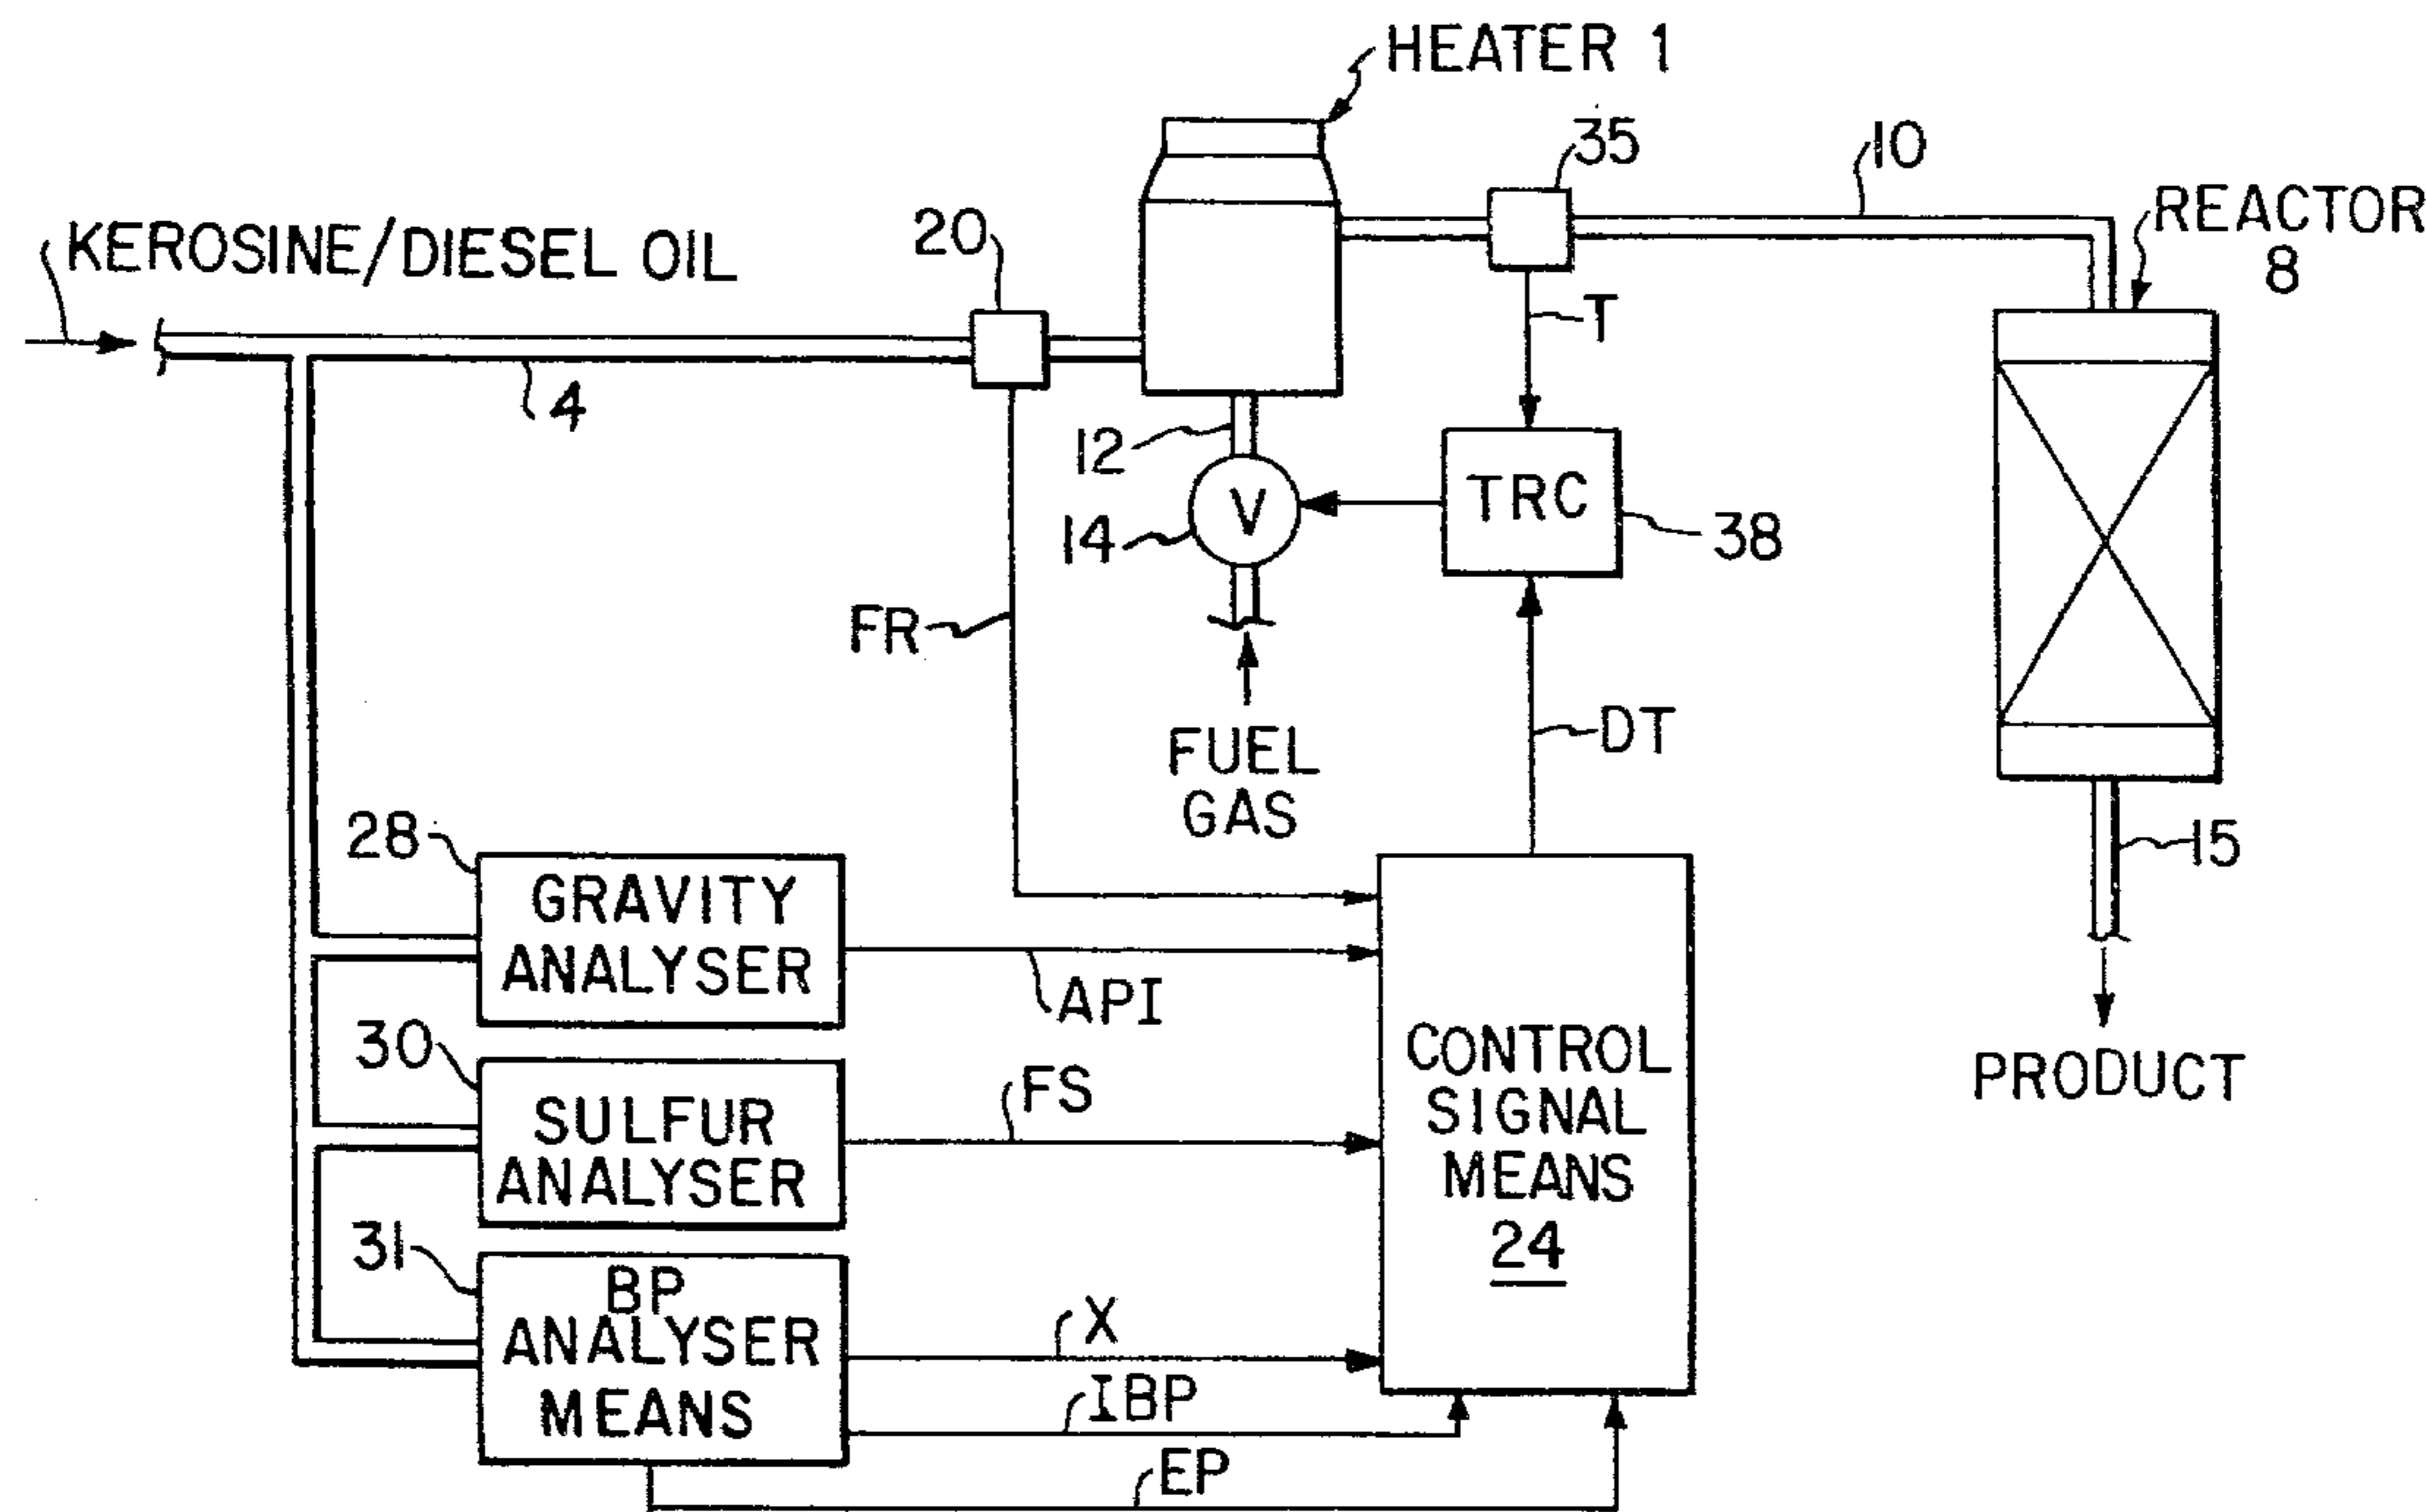 HEATER 1
35
10
REACTOR
8
20
KEROSINE/DIESEL OIL
T
4
12
V
TRC
14
38
FR
DT
FUEL
GAS
28
GRAVITY
ANALYSER
15
API
30
SULFUR
ANALYSER
FS
CONTROL
SIGNAL
MEANS
24
PRODUCT
31
BP
ANALYSER
MEANS
X
IBP
EP